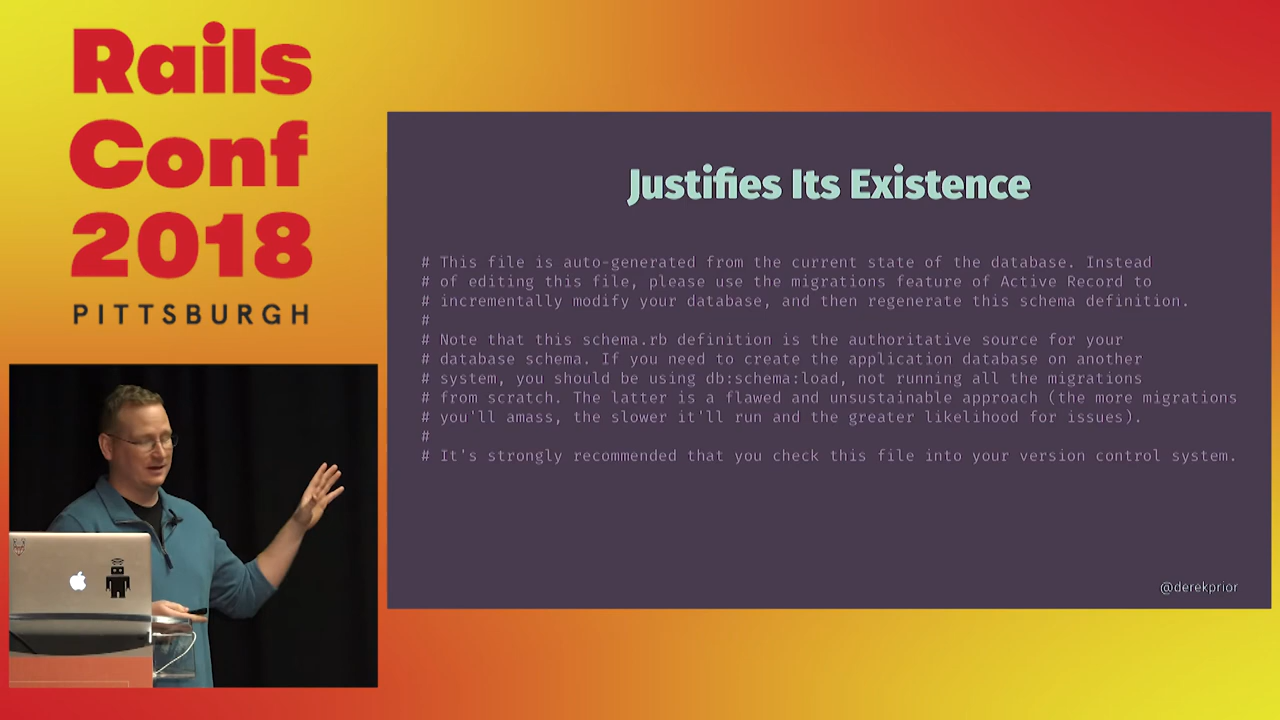 Rails
Conf
2018
PITTSBURGH
Justifies Its Existence
# This file is auto-generated from the current state of the database. Instead
# of editing this file, please use the migrations feature of Active Record to
# incrementally modify your database, and then regenerate this schema definition.
#
# Note that this schema.rb definition is the authoritative source for your
# database schema. If you need to create the application database on another
# system, you should be using db:schema:load, not running all the migrations
# from scratch. The latter is a flawed and unsustainable approach (the more migrations
# you'll amass, the slower it'll run and the greater likelihood for issues).
#
# It's strongly recommended that you check this file into your version control system.
@derekprior